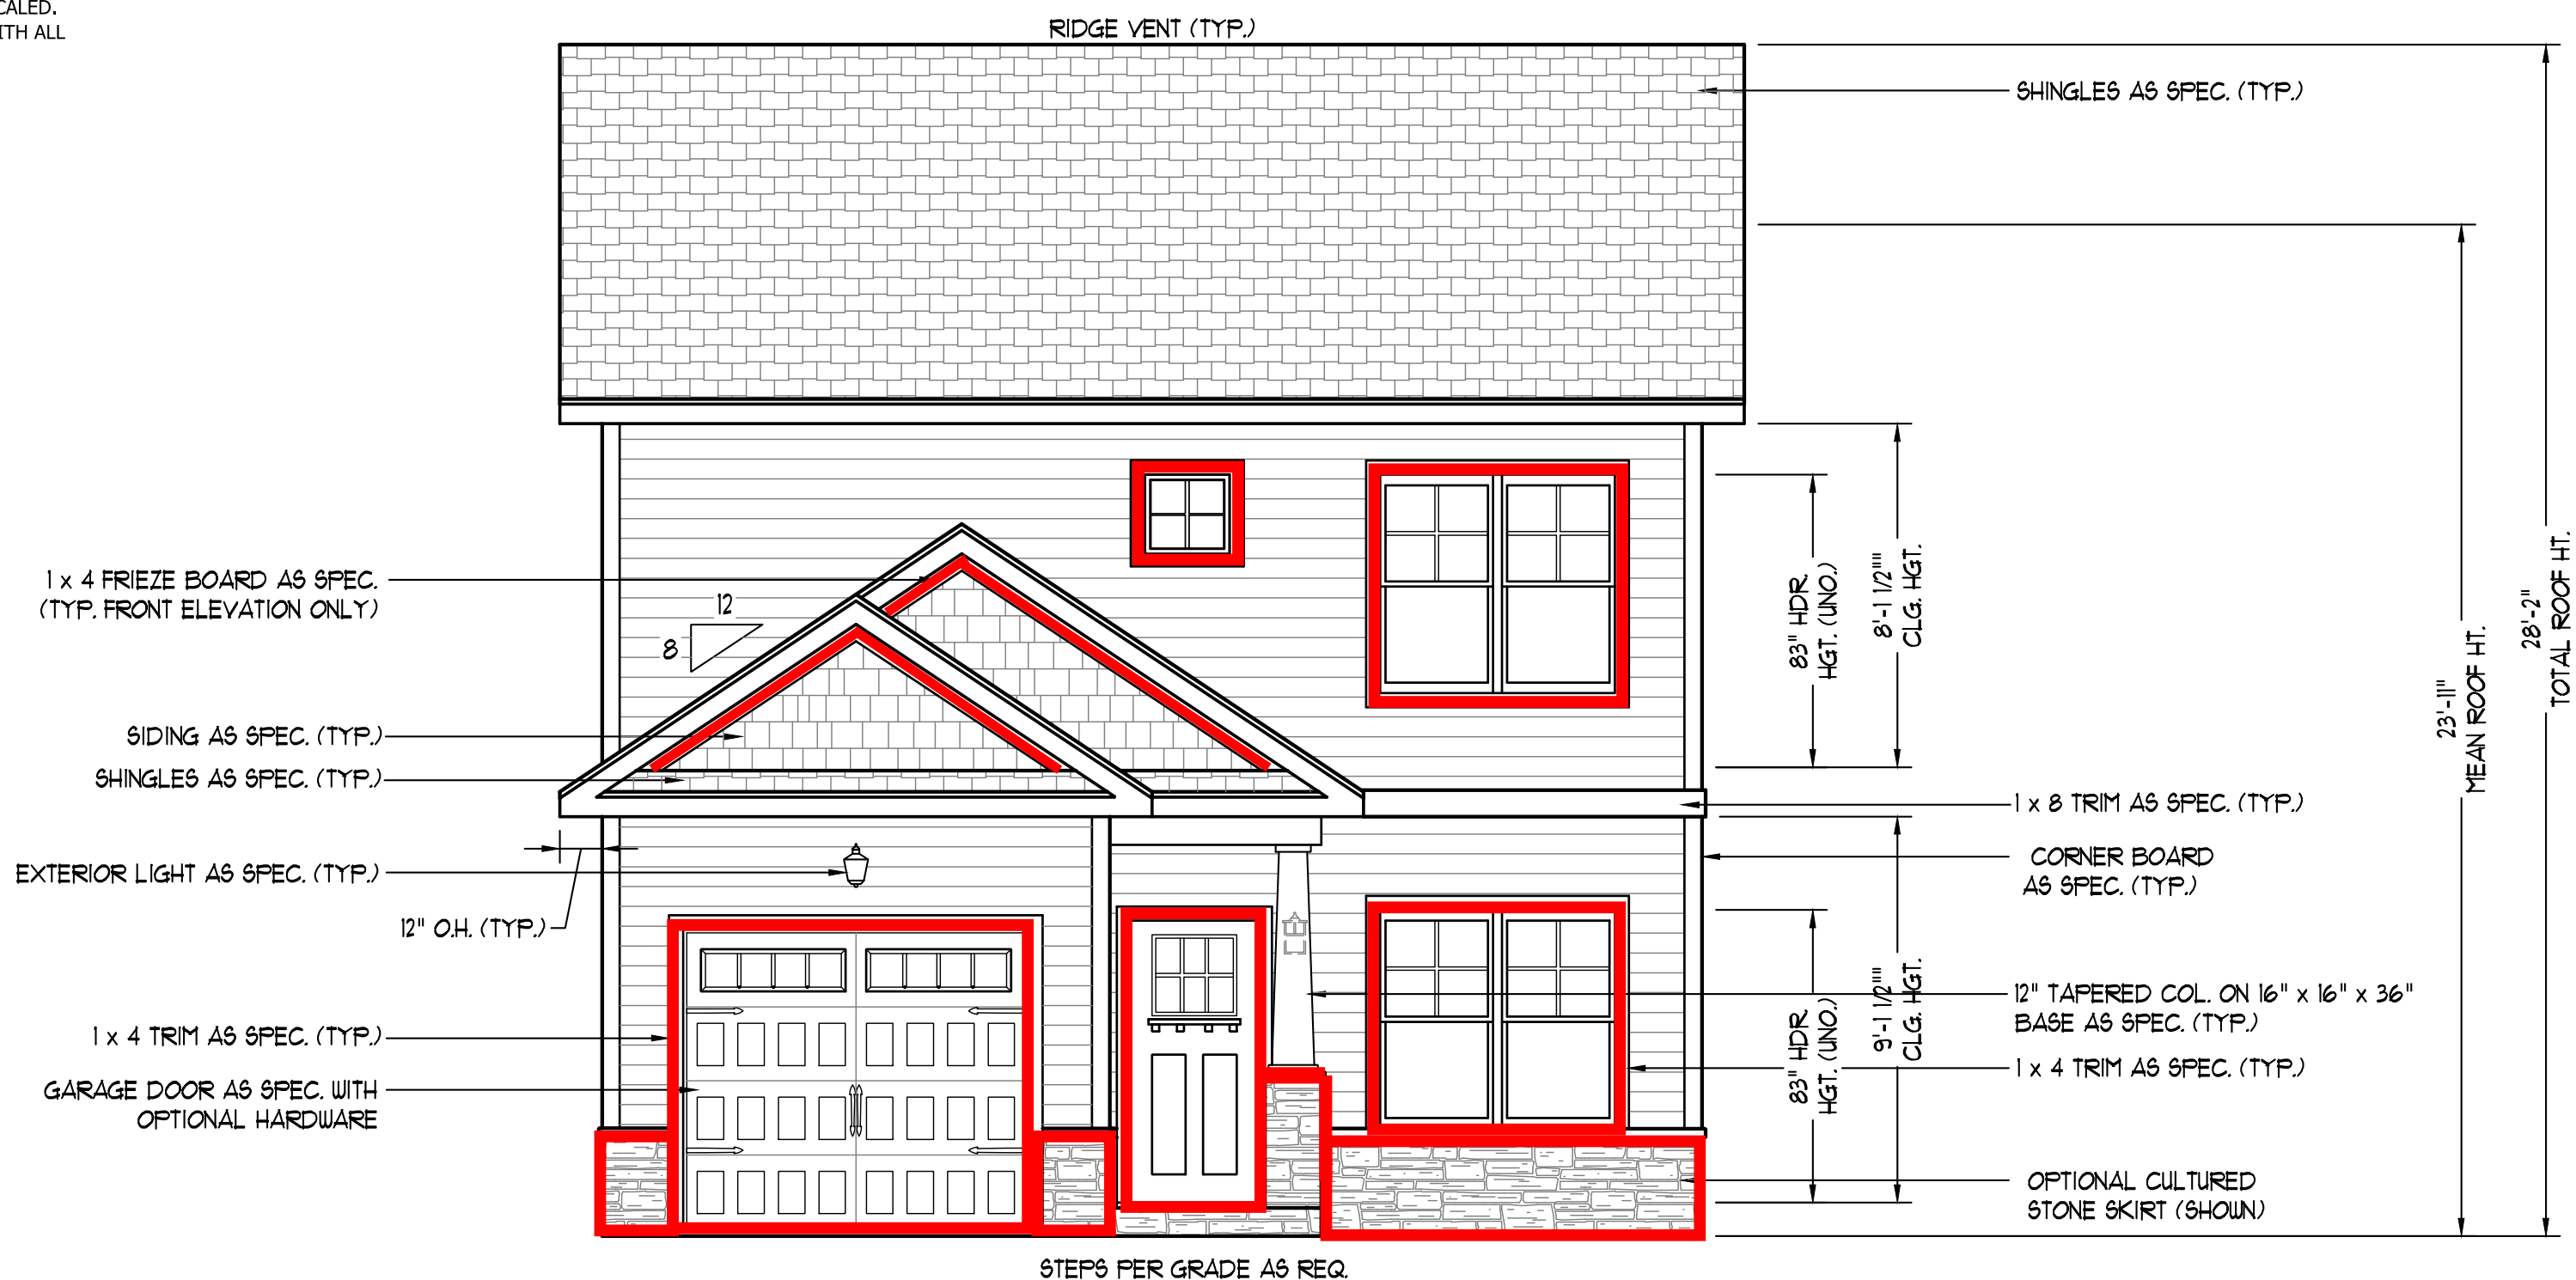 CALED.
ITH ALL
RIDGE VENT (TYP.)
SHINGLES AS SPEC. (TYP.)
1 x 4 FRIEZE BOARD AS SPEC.
(TYP. FRONT ELEVATION ONLY)
12
8
SIDING AS SPEC. (TYP.)
SHINGLES AS SPEC. (TYP.)
EXTERIOR LIGHT AS SPEC. (TYP.)
12" O.H. (TYP.)
1 x 4 TRIM AS SPEC. (TYP.)
GARAGE DOOR AS SPEC. WITH
OPTIONAL HARDWARE
83" HDR.
HGT. (UNO.)
8'-1 1/2""
CLG. HGT.
23'-11"
MEAN ROOF HT.
28'-2"
TOTAL ROOF HT.
1 x 8 TRIM AS SPEC. (TYP.)
CORNER BOARD
AS SPEC. (TYP.)
83" HDR.
HGT. (UNO.)
9'-1 1/2""
CLG. HGT.
12" TAPERED COL. ON 16" x 16" x 36"
BASE AS SPEC. (TYP.)
1 x 4 TRIM AS SPEC. (TYP.)
OPTIONAL CULTURED
STONE SKIRT (SHOWN)
STEPS PER GRADE AS REQ.